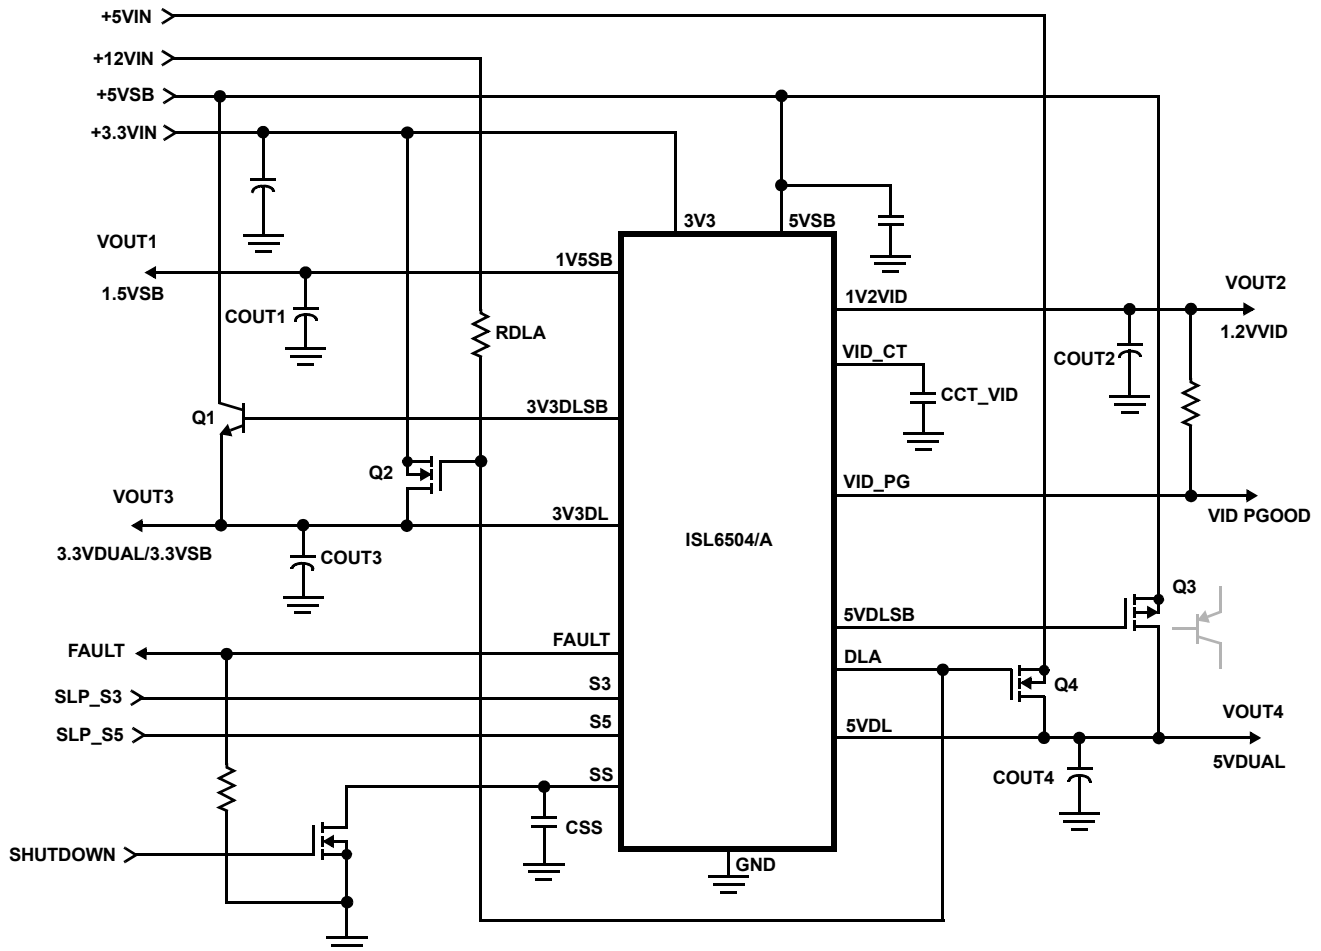 +5VIN
+12VIN
+5VSB
+3.3VIN
3V3
5VSB
VOUT1
1V5SB
1.5VSB
COUT1
RDLA
1V2VID
VOUT2
1.2VVID
VID_CT
COUT2
CCT_VID
Q1
3V3DLSB
Q2
VID_PG
VOUT3
3V3DL
VID PGOOD
3.3VDUAL/3.3VSB
COUT3
ISL6504/A
Q3
5VDLSB
FAULT
FAULT
DLA
SLP_S3
S3
Q4
SLP_S5
S5
5VDL
VOUT4
5VDUAL
SS
COUT4
CSS
SHUTDOWN
GND